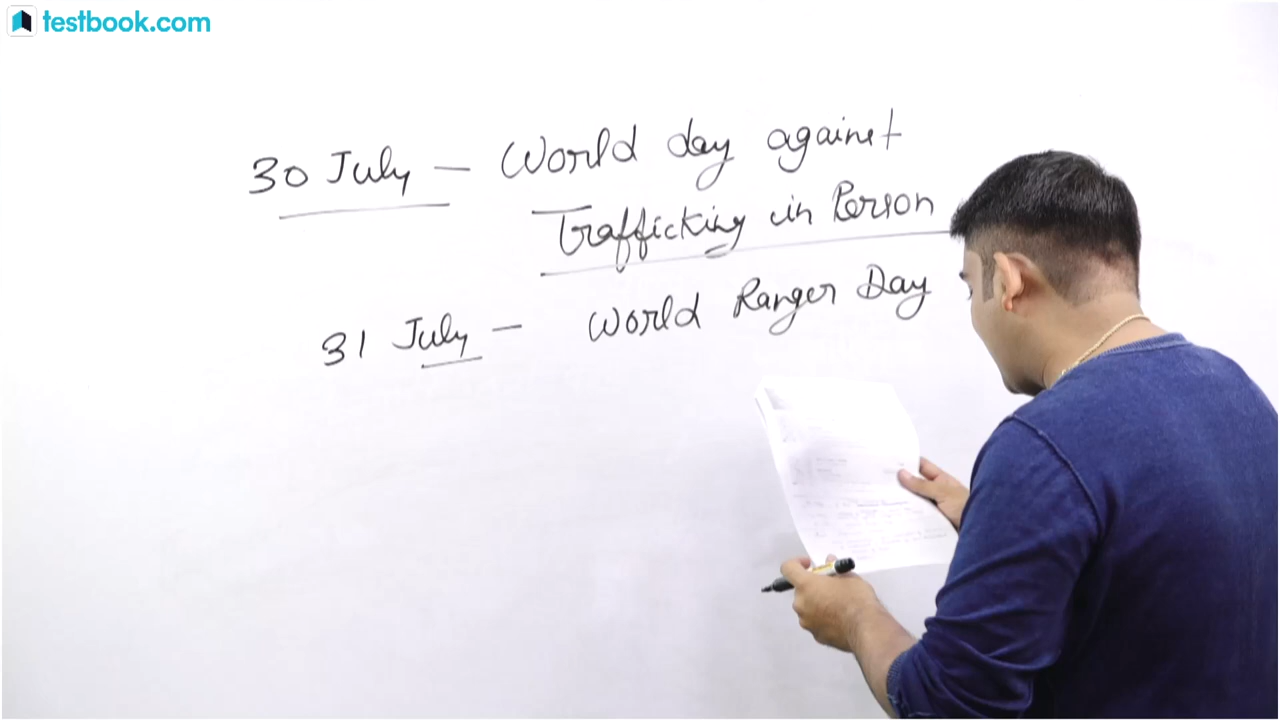 testbook.com
30 July - World day against
Trafficking in Person
31 July - World Ranger Day